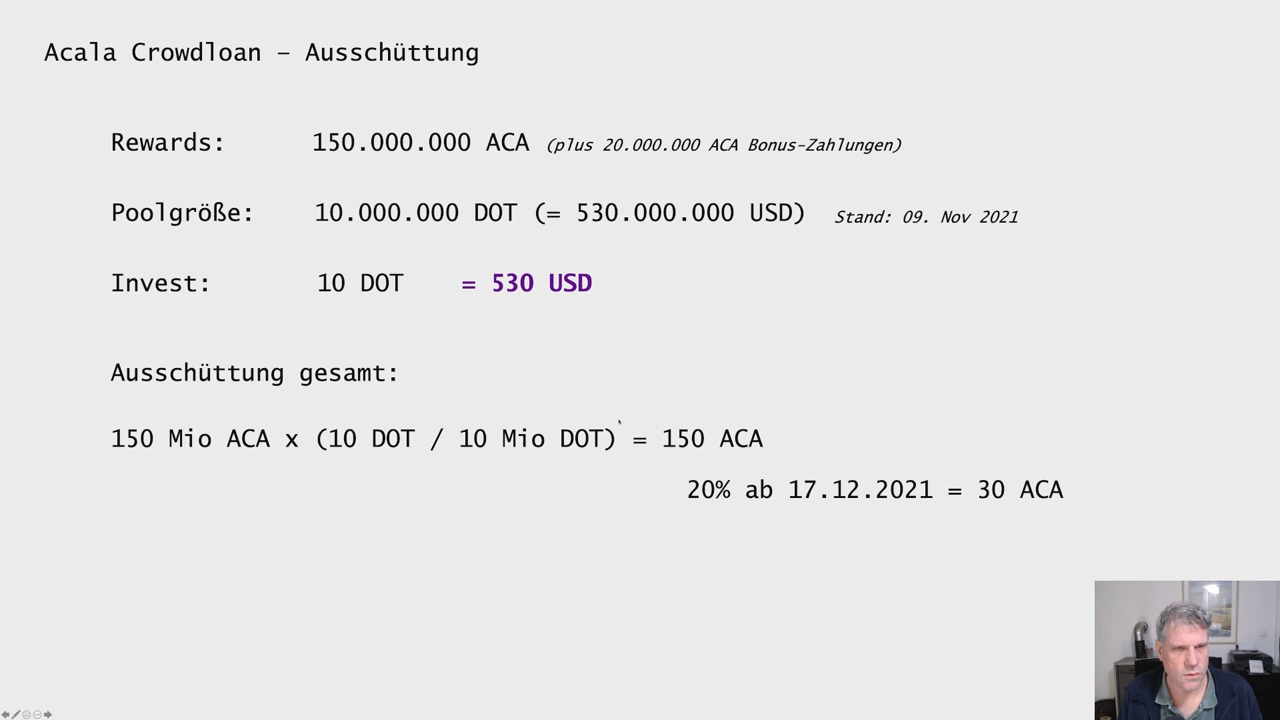 Acala Crowdloan – Ausschüttung
Rewards: 150.000.000 ACA (plus 20.000.000 ACA Bonus-Zahlungen)
Poolgröße: 10.000.000 DOT (= 530.000.000 USD) Stand: 09. Nov 2021
Invest: 10 DOT = 530 USD
Ausschüttung gesamt:
150 Mio ACA x (10 DOT / 10 Mio DOT) = 150 ACA
20% ab 17.12.2021 = 30 ACA